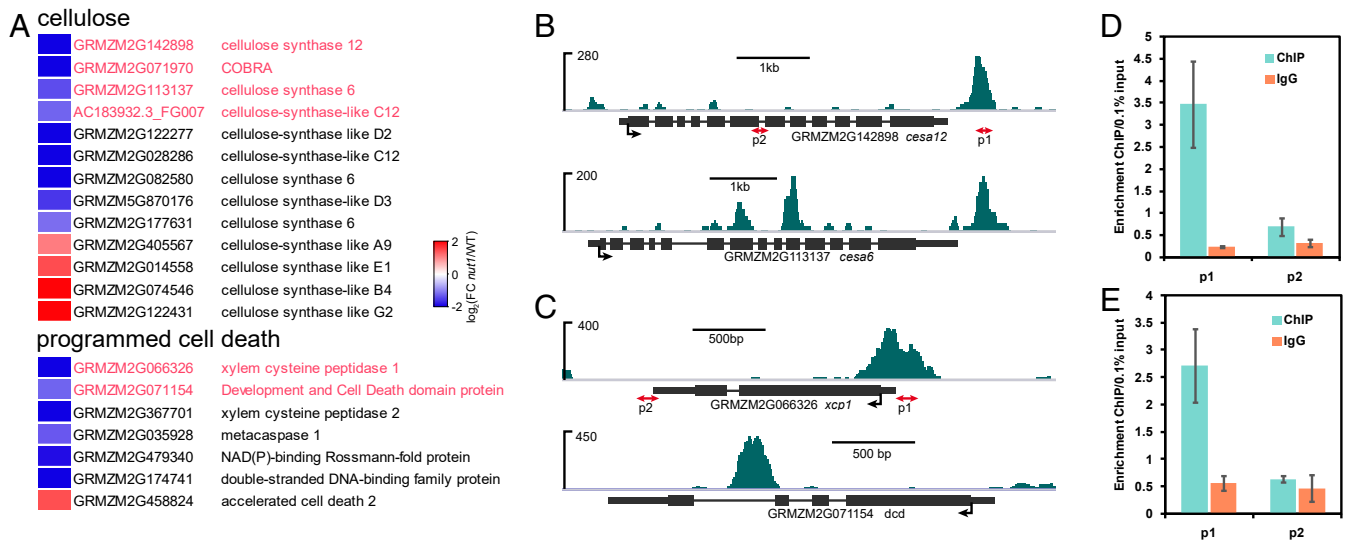 A
cellulose
GRMZM2G142898 cellulose synthase 12
GRMZM2G071970 COBRA
GRMZM2G113137 cellulose synthase 6
AC183932.3_FG007 cellulose-synthase-like C12
GRMZM2G122277 cellulose-synthase like D2
GRMZM2G028286 cellulose-synthase-like C12
GRMZM2G082580 cellulose synthase 6
GRMZM5G870176 cellulose-synthase-like D3
GRMZM2G177631 cellulose synthase 6
GRMZM2G405567 cellulose-synthase like A9
GRMZM2G014558 cellulose synthase like E1
GRMZM2G074546 cellulose synthase-like B4
GRMZM2G122431 cellulose synthase like G2
2
0
-2
log2(FC nut1/WT)
programmed cell death
GRMZM2G066326 xylem cysteine peptidase 1
GRMZM2G071154 Development and Cell Death domain protein
GRMZM2G367701 xylem cysteine peptidase 2
GRMZM2G035928 metacaspase 1
GRMZM2G479340 NAD(P)-binding Rossmann-fold protein
GRMZM2G174741 double-stranded DNA-binding family protein
GRMZM2G458824 accelerated cell death 2
B
280
1kb
GRMZM2G142898 cesa12
p2
p1
200
1kb
GRMZM2G113137 cesa6
C
400
500bp
GRMZM2G066326 xcp1
p2
p1
450
500 bp
GRMZM2G071154 dcd
D
Enrichment ChIP/0.1% input
5
4.5
4
3.5
3
2.5
2
1.5
1
0.5
0
ChIP
IgG
p1
p2
E
Enrichment ChIP/0.1% input
4
3.5
3
2.5
2
1.5
1
0.5
0
ChIP
IgG
p1
p2